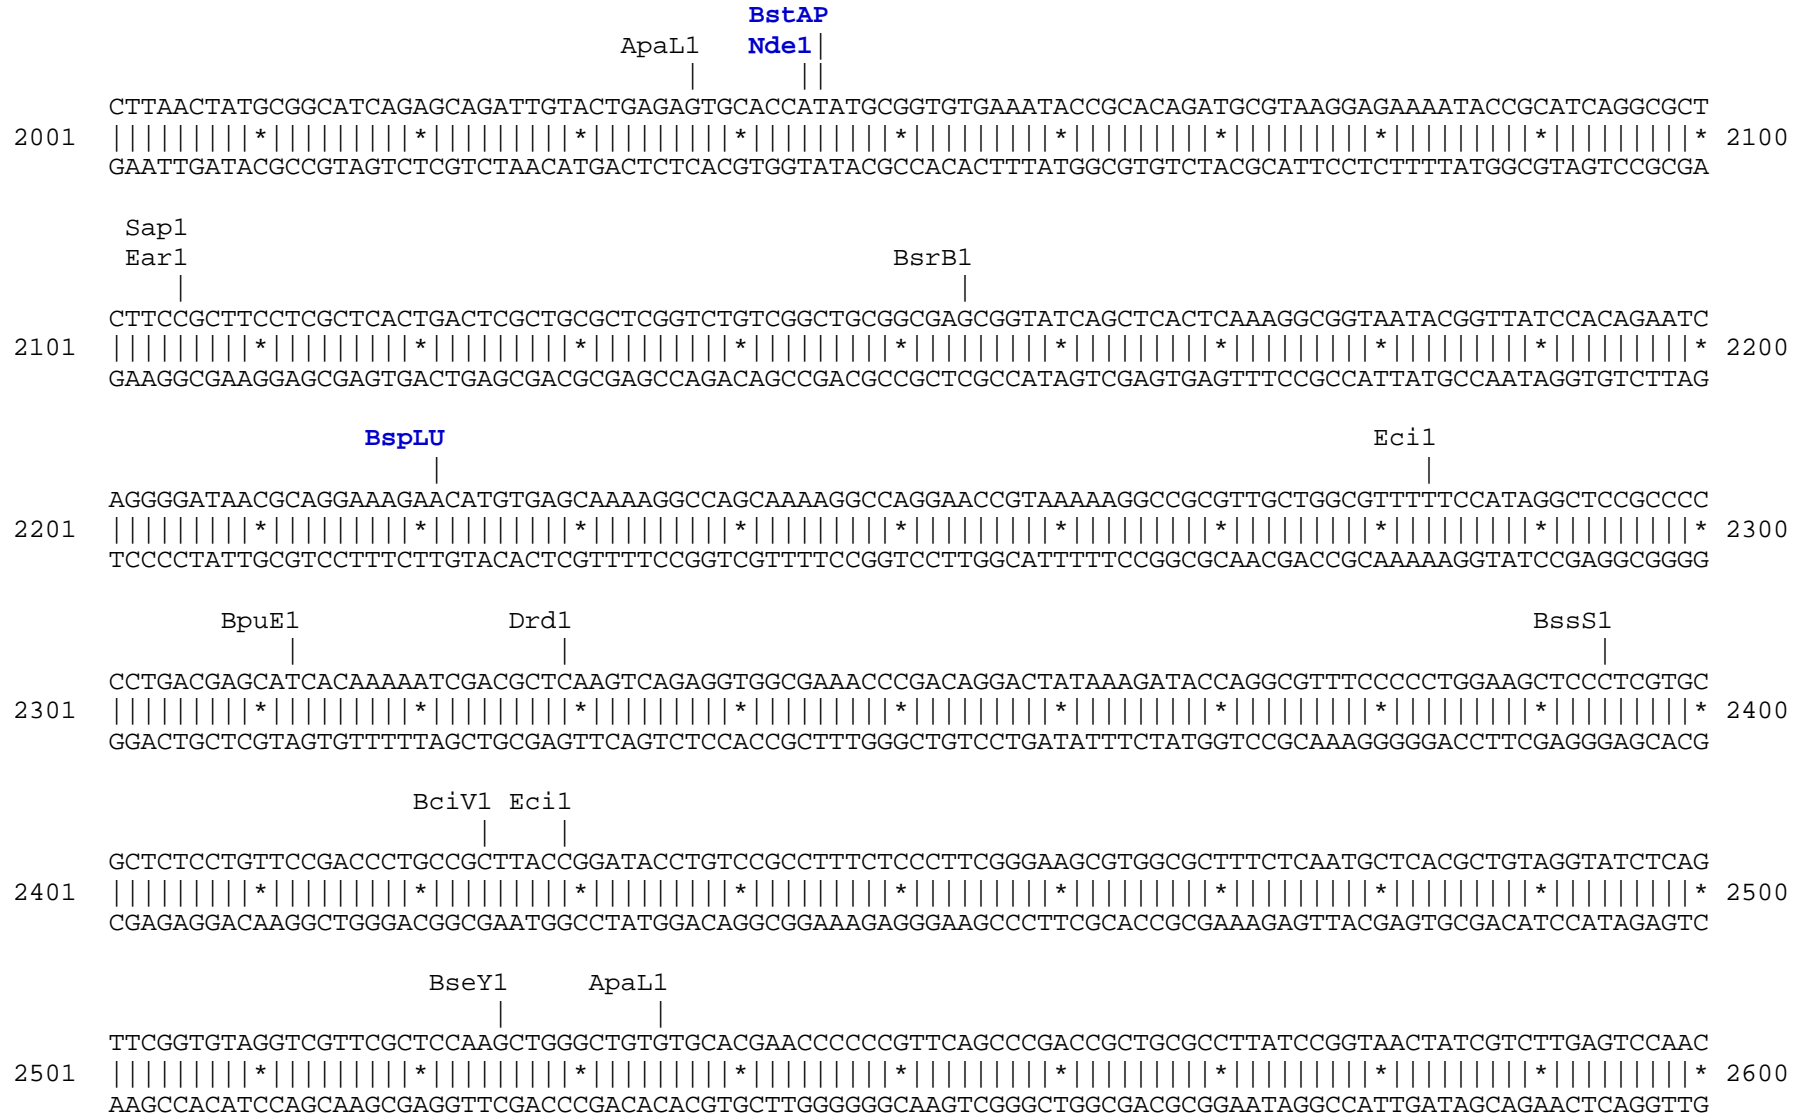 BstAP
ApaL1 Nde1|
| ||
CTTAACTATGCGGCATCAGAGCAGATTGTACTGAGAGTGCACCATATGCGGTGTGAAATACCGCACAGATGCGTAAGGAGAAAATACCGCATCAGGCGCT
2001 |||||||||*|||||||||*|||||||||*|||||||||*|||||||||*|||||||||*|||||||||*|||||||||*|||||||||*|||||||||* 2100
GAATTGATACGCCGTAGTCTCGTCTAACATGACTCTCACGTGGTATACGCCACACTTTATGGCGTGTCTACGCATTCCTCTTTTATGGCGTAGTCCGCGA
Sap1
Ear1 BsrB1
| |
CTTCCGCTTCCTCGCTCACTGACTCGCTGCGCTCGGTCTGTCGGCTGCGGCGAGCGGTATCAGCTCACTCAAAGGCGGTAATACGGTTATCCACAGAATC
2101 |||||||||*|||||||||*|||||||||*|||||||||*|||||||||*|||||||||*|||||||||*|||||||||*|||||||||*|||||||||* 2200
GAAGGCGAAGGAGCGAGTGACTGAGCGACGCGAGCCAGACAGCCGACGCCGCTCGCCATAGTCGAGTGAGTTTCCGCCATTATGCCAATAGGTGTCTTAG
BspLU Eci1
| |
AGGGGATAACGCAGGAAAGAACATGTGAGCAAAAGGCCAGCAAAAGGCCAGGAACCGTAAAAAGGCCGCGTTGCTGGCGTTTTTCCATAGGCTCCGCCCC
2201 |||||||||*|||||||||*|||||||||*|||||||||*|||||||||*|||||||||*|||||||||*|||||||||*|||||||||*|||||||||* 2300
TCCCCTATTGCGTCCTTTCTTGTACACTCGTTTTCCGGTCGTTTTCCGGTCCTTGGCATTTTTCCGGCGCAACGACCGCAAAAAGGTATCCGAGGCGGGG
BpuE1 Drd1 BssS1
| | |
CCTGACGAGCATCACAAAAATCGACGCTCAAGTCAGAGGTGGCGAAACCCGACAGGACTATAAAGATACCAGGCGTTTCCCCCTGGAAGCTCCCTCGTGC
2301 |||||||||*|||||||||*|||||||||*|||||||||*|||||||||*|||||||||*|||||||||*|||||||||*|||||||||*|||||||||* 2400
GGACTGCTCGTAGTGTTTTTAGCTGCGAGTTCAGTCTCCACCGCTTTGGGCTGTCCTGATATTTCTATGGTCCGCAAAGGGGGACCTTCGAGGGAGCACG
BciV1 Eci1
| |
GCTCTCCTGTTCCGACCCTGCCGCTTACCGGATACCTGTCCGCCTTTCTCCCTTCGGGAAGCGTGGCGCTTTCTCAATGCTCACGCTGTAGGTATCTCAG
2401 |||||||||*|||||||||*|||||||||*|||||||||*|||||||||*|||||||||*|||||||||*|||||||||*|||||||||*|||||||||* 2500
CGAGAGGACAAGGCTGGGACGGCGAATGGCCTATGGACAGGCGGAAAGAGGGAAGCCCTTCGCACCGCGAAAGAGTTACGAGTGCGACATCCATAGAGTC
BseY1 ApaL1
| |
TTCGGTGTAGGTCGTTCGCTCCAAGCTGGGCTGTGTGCACGAACCCCCCGTTCAGCCCGACCGCTGCGCCTTATCCGGTAACTATCGTCTTGAGTCCAAC
2501 |||||||||*|||||||||*|||||||||*|||||||||*|||||||||*|||||||||*|||||||||*|||||||||*|||||||||*|||||||||* 2600
AAGCCACATCCAGCAAGCGAGGTTCGACCCGACACACGTGCTTGGGGGGCAAGTCGGGCTGGCGACGCGGAATAGGCCATTGATAGCAGAACTCAGGTTG